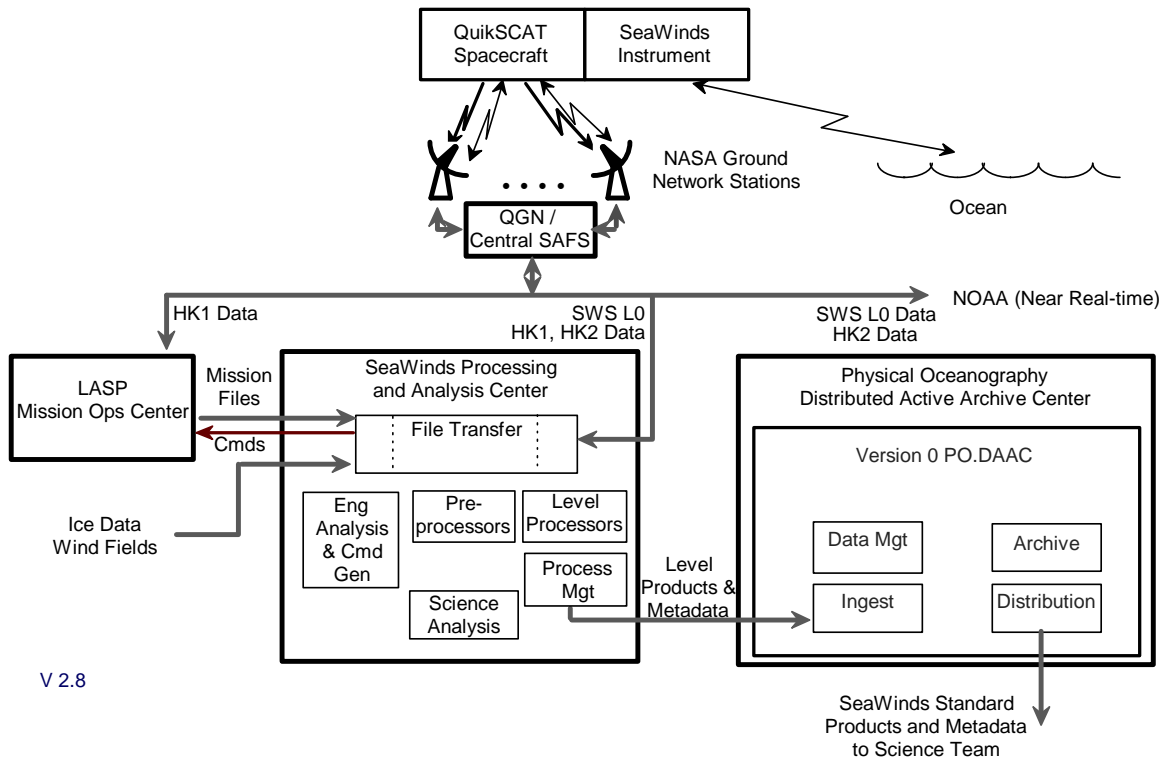 QuikSCAT
Spacecraft
SeaWinds
Instrument
NASA Ground
Network Stations
. . . .
QGN /
Central SAFS
Ocean
NOAA (Near Real-time)
HK1 Data
SWS L0
HK1, HK2 Data
SWS L0 Data
HK2 Data
LASP
Mission Ops Center
Mission
Files
Cmds
Ice Data
Wind Fields
SeaWinds Processing
and Analysis Center
File Transfer
Eng
Analysis
& Cmd
Gen
Pre-
processors
Level
Processors
Process
Mgt
Science
Analysis
Level
Products &
Metadata
Physical Oceanography
Distributed Active Archive Center
Version 0 PO.DAAC
Data Mgt
Archive
Ingest
Distribution
V 2.8
SeaWinds Standard
Products and Metadata
to Science Team